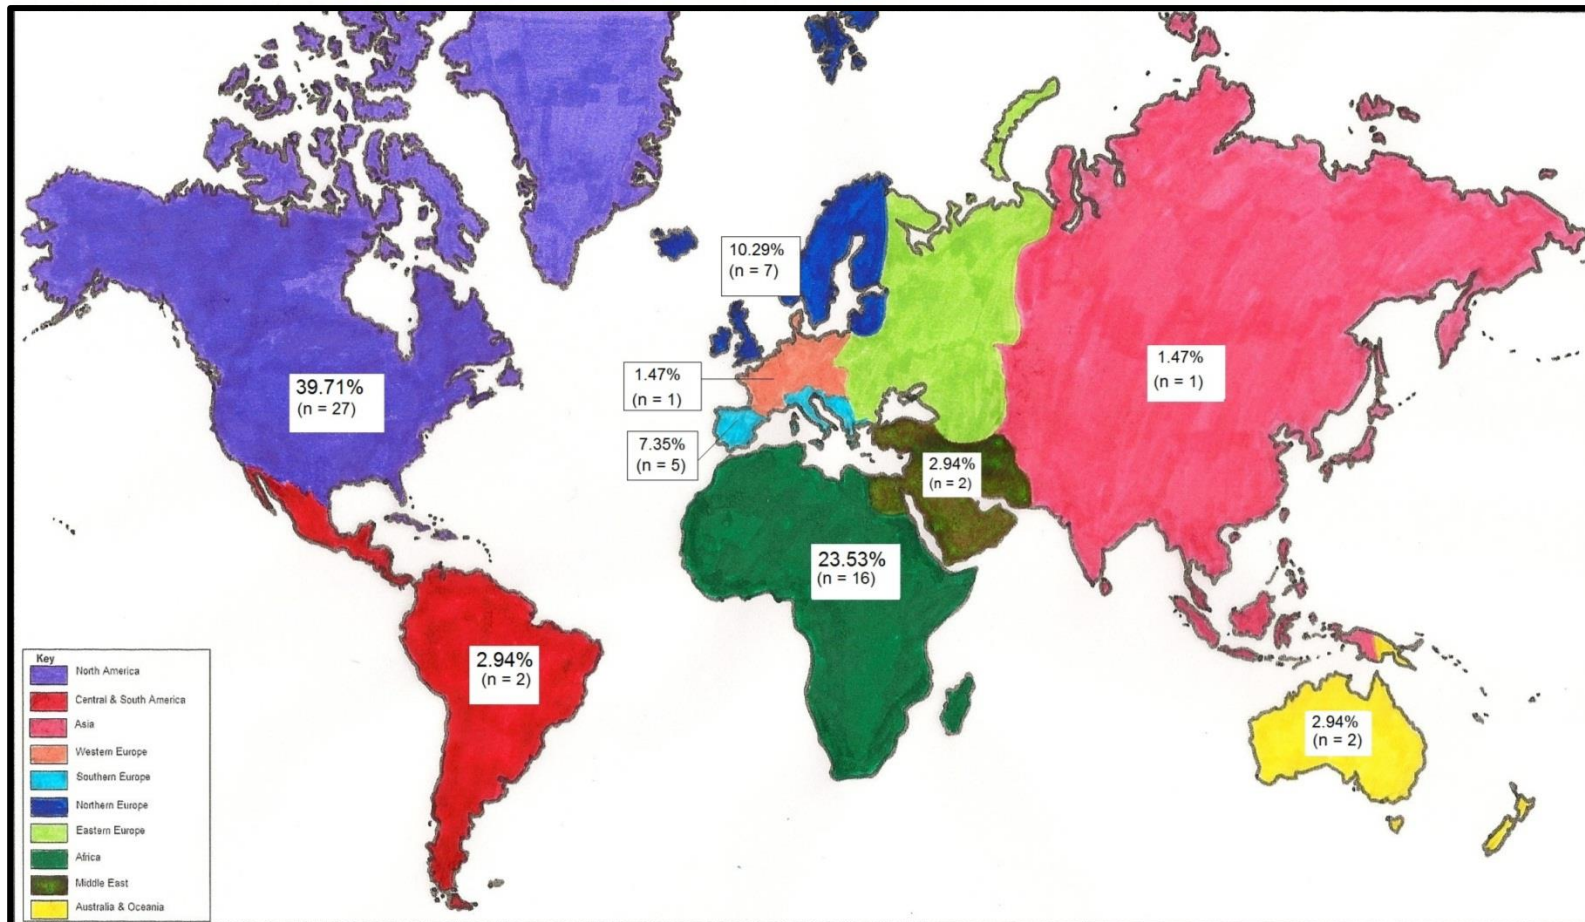 10.29%
(n = 7)
1.47%
(n = 1)
39.71%
(n = 27)
1.47%
(n = 1)
7.35%
(n = 5)
2.94%
(n = 2)
23.53%
(n = 16)
2.94%
(n = 2)
2.94%
(n = 2)
Key
North America
Central & South America
Asia
Western Europe
Southern Europe
Northern Europe
Eastern Europe
Africa
Middle East
Australia & Oceania